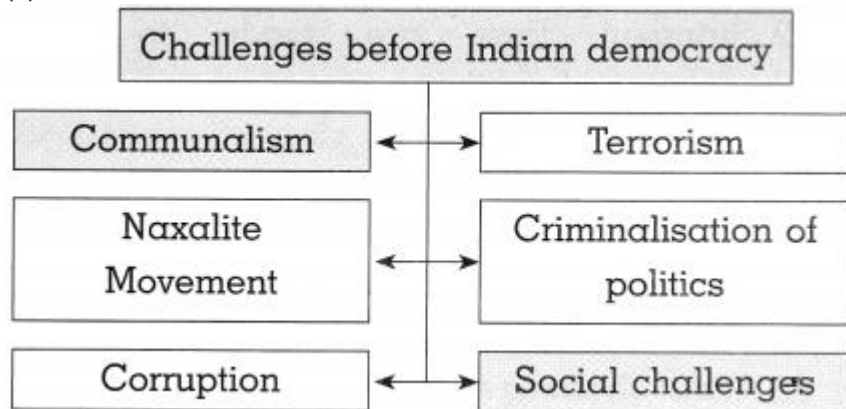 Challenges before Indian democracy
Communalism
Terrorism
Naxalite
Movement
Criminalisation of
politics
Corruption
Social challenges